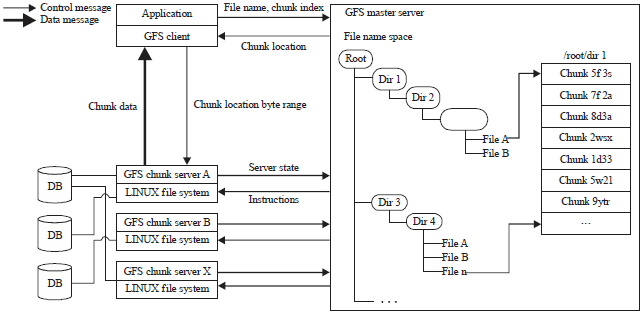 Control message
Data message
Application
GFS client
File name, chunk index
Chunk location
GFS master server
File name space
Root
Dir 1
Dir 2
File A
File B
/root/dir 1
Chunk 5f3s
Chunk 7f2a
Chunk 8d3a
Chunk 2wsx
Chunk 1d33
Chunk 5w21
Chunk 9ytr
...
Chunk data
Chunk location byte range
DB
GFS chunk server A
LINUX file system
Server state
Instructions
DB
GFS chunk server B
LINUX file system
DB
GFS chunk server X
LINUX file system
Dir 3
Dir 4
File A
File B
File n
...